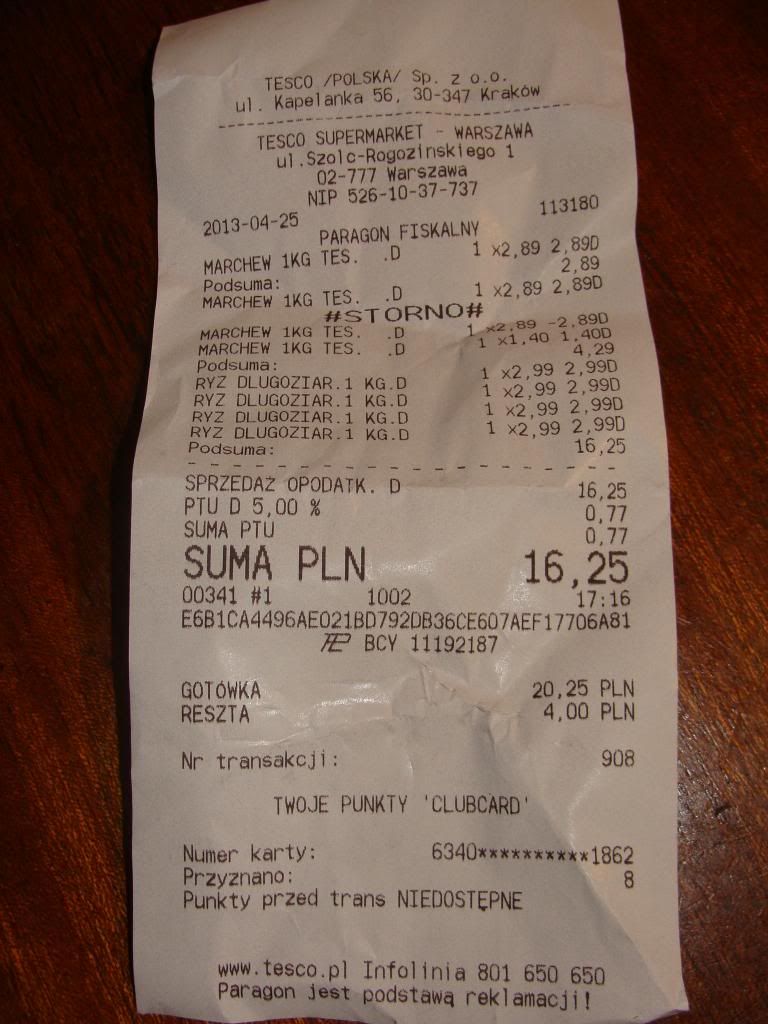 TESCO /POLSKA/ Sp. z o.o.
ul. Kapelanka 56, 30-347 Kraków
TESCO SUPERMARKET - WARSZAWA
ul.Szolc-Rogozinskiego 1
02-777 Warszawa
NIP 526-10-37-737
2013-04-25 113180
PARAGON FISKALNY
MARCHEW 1KG TES. .D 1 x2,89 2,89D
Podsuma: 2,89
MARCHEW 1KG TES. .D 1 x2,89 2,89D
#STORNO#
MARCHEW 1KG TES. .D 1 x2,89 -2,89D
MARCHEW 1KG TES. .D 1 x1,40 1,40D
Podsuma: 4,29
RYZ DLUGOZIAR.1 KG.D 1 x2,99 2,99D
RYZ DLUGOZIAR.1 KG.D 1 x2,99 2,99D
RYZ DLUGOZIAR.1 KG.D 1 x2,99 2,99D
RYZ DLUGOZIAR.1 KG.D 1 x2,99 2,99D
Podsuma: 16,25
SPRZEDAŻ OPODATK. D 16,25
PTU D 5,00 % 0,77
SUMA PTU 0,77
SUMA PLN 16,25
00341 #1 1002 17:16
E6B1CA4496AE021BD792DB36CE607AEF17706A81
BCY 11192187
GOTÓWKA 20,25 PLN
RESZTA 4,00 PLN
Nr transakcji: 908
TWOJE PUNKTY 'CLUBCARD'
Numer karty: 6340**********1862
Przyznano: 8
Punkty przed trans NIEDOSTĘPNE
www.tesco.pl Infolinia 801 650 650
Paragon jest podstawą reklamacji!